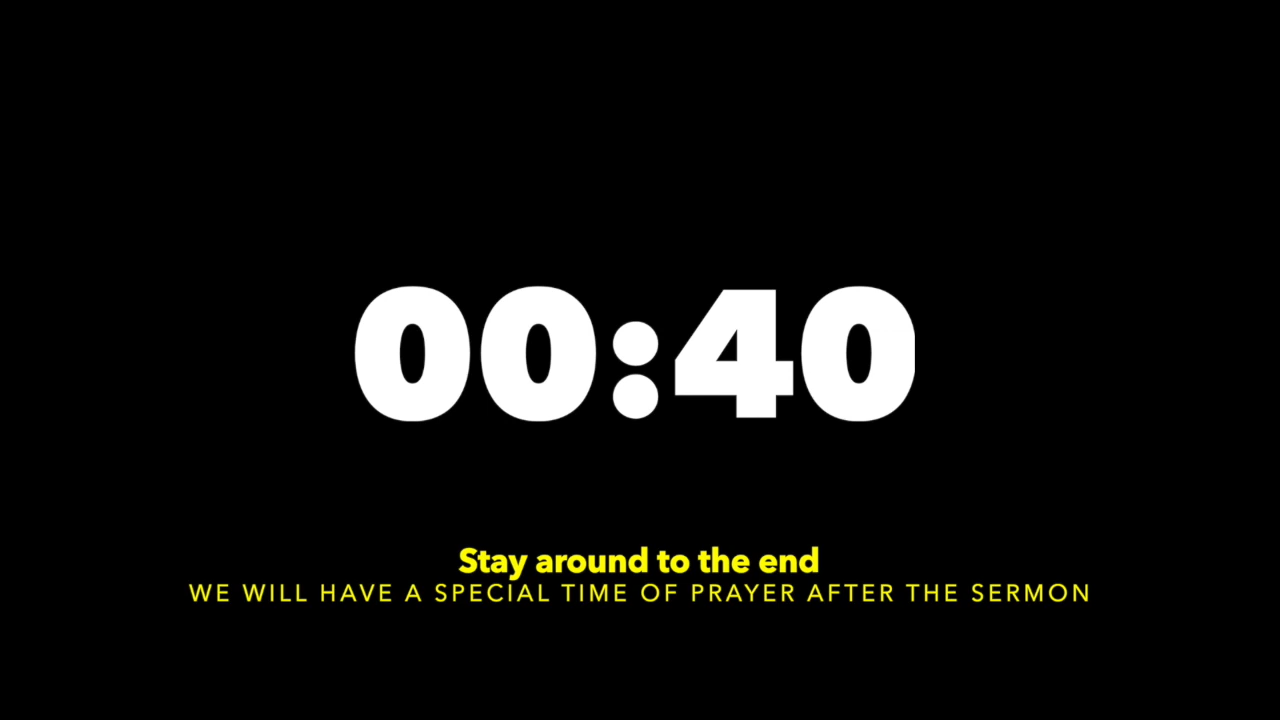 00:40
Stay around to the end
WE WILL HAVE A SPECIAL TIME OF PRAYER AFTER THE SERMON